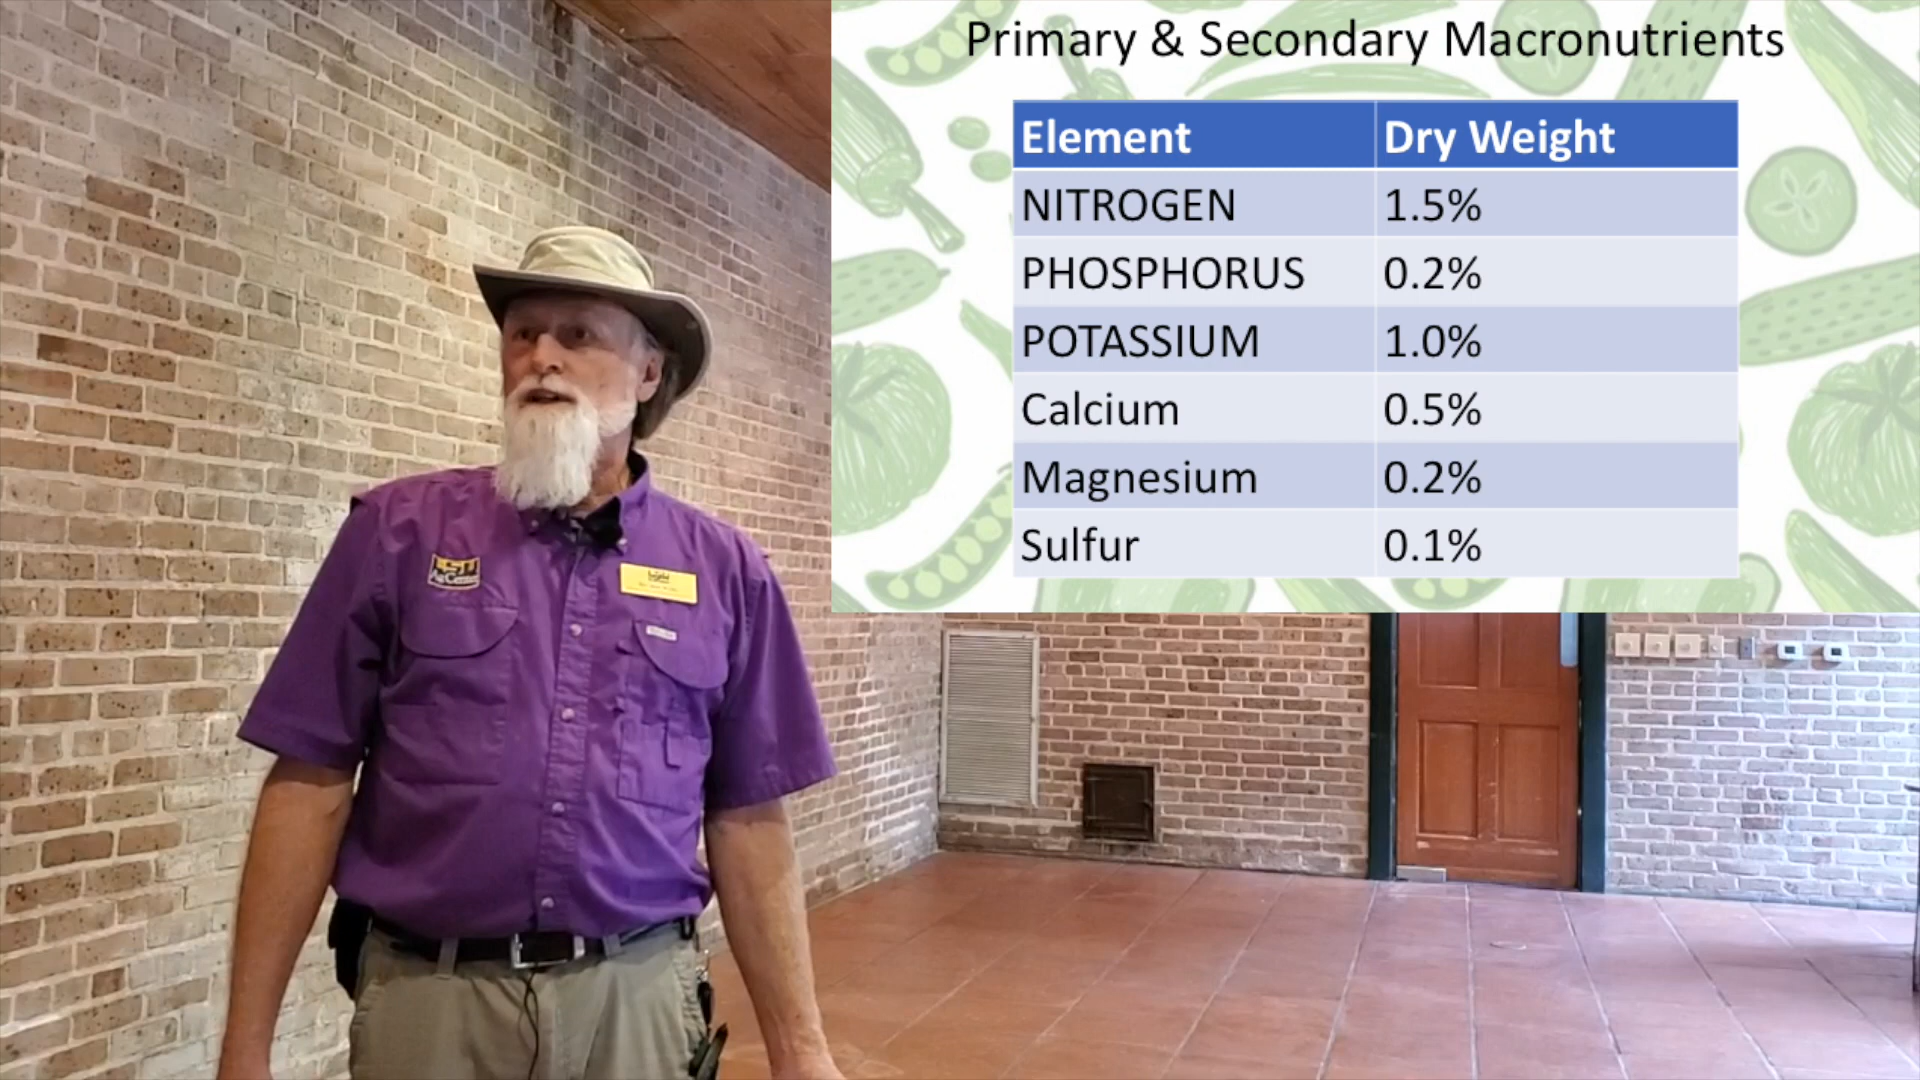 Primary & Secondary Macronutrients
Element Dry Weight
NITROGEN 1.5%
PHOSPHORUS 0.2%
POTASSIUM 1.0%
Calcium 0.5%
Magnesium 0.2%
Sulfur 0.1%
LSU
AgCenter